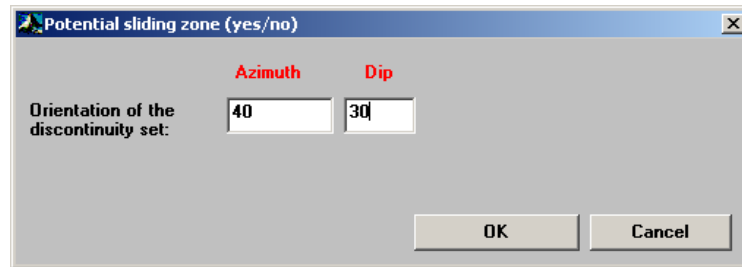 Potential sliding zone (yes/no)
Azimuth Dip
Orientation of the
discontinuity set:
40 30
OK Cancel